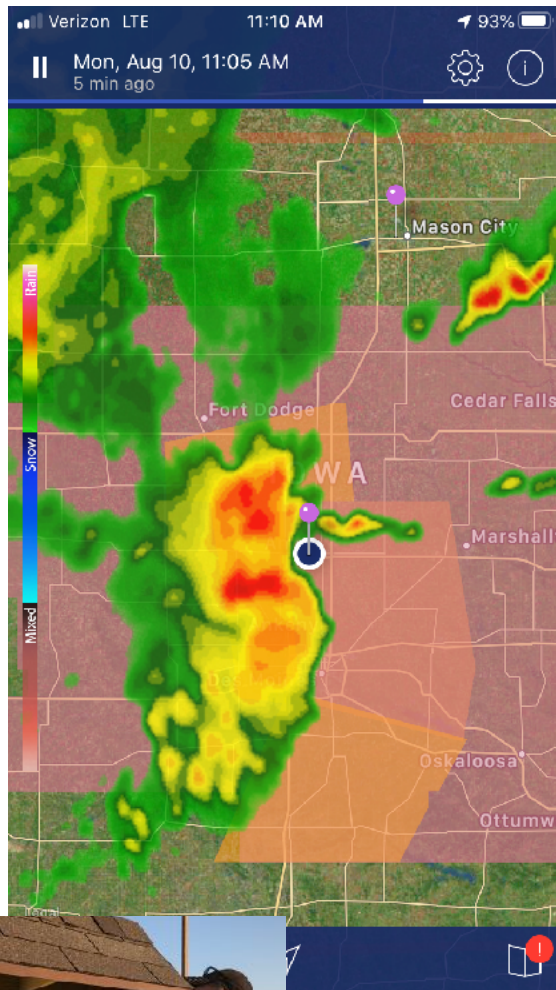 Verizon LTE 11:10 AM 93%
Mon, Aug 10, 11:05 AM
5 min ago
Mason City
Rain
Fort Dodge
Cedar Falls
Snow
WA
Marshall
Mixed
Des
Oskaloosa
Ottumw